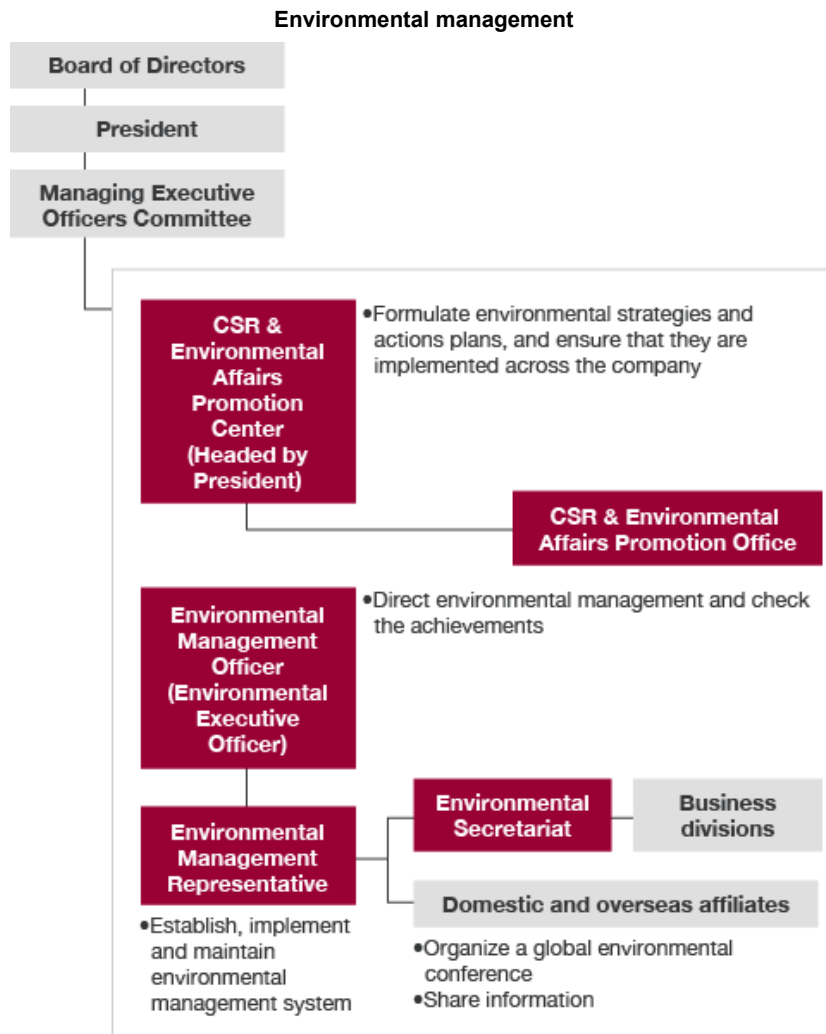 Environmental management
Board of Directors
President
Managing Executive
Officers Committee
CSR &
Environmental
Affairs
Promotion
Center
(Headed by
President)
•Formulate environmental strategies and
actions plans, and ensure that they are
implemented across the company
CSR & Environmental
Affairs Promotion Office
Environmental
Management
Officer
(Environmental
Executive
Officer)
•Direct environmental management and check
the achievements
Environmental
Management
Representative
•Establish, implement
and maintain
environmental
management system
Environmental
Secretariat
Business
divisions
Domestic and overseas affiliates
•Organize a global environmental
conference
•Share information